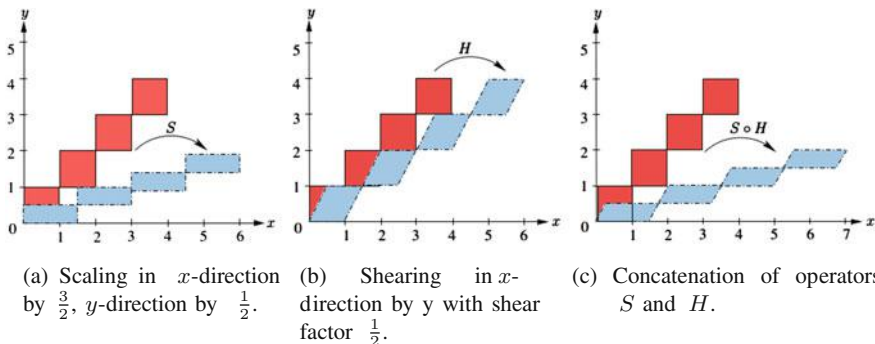 y
5
4
3
2
1
0
1 2 3 4 5 6
x
S
y
5
4
3
2
1
0
1 2 3 4 5 6
x
H
y
5
4
3
2
1
0
1 2 3 4 5 6 7
x
S ∘ H
(a) Scaling in x-direction
by 3/2, y-direction by 1/2.
(b) Shearing in x-
direction by y with shear
factor 1/2.
(c) Concatenation of operators
S and H.